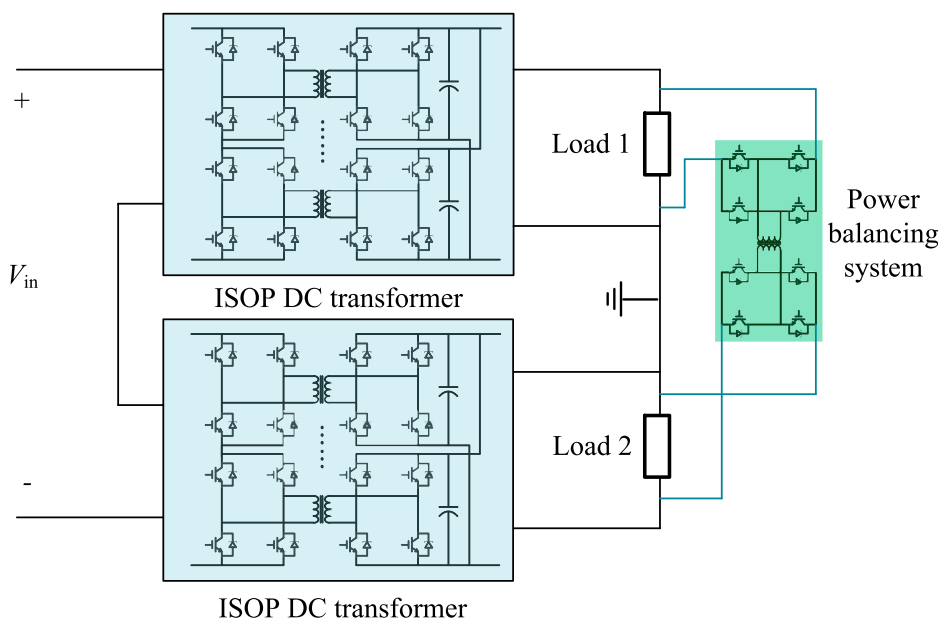 +
V_in
-
ISOP DC transformer
ISOP DC transformer
Load 1
Load 2
Power
balancing
system